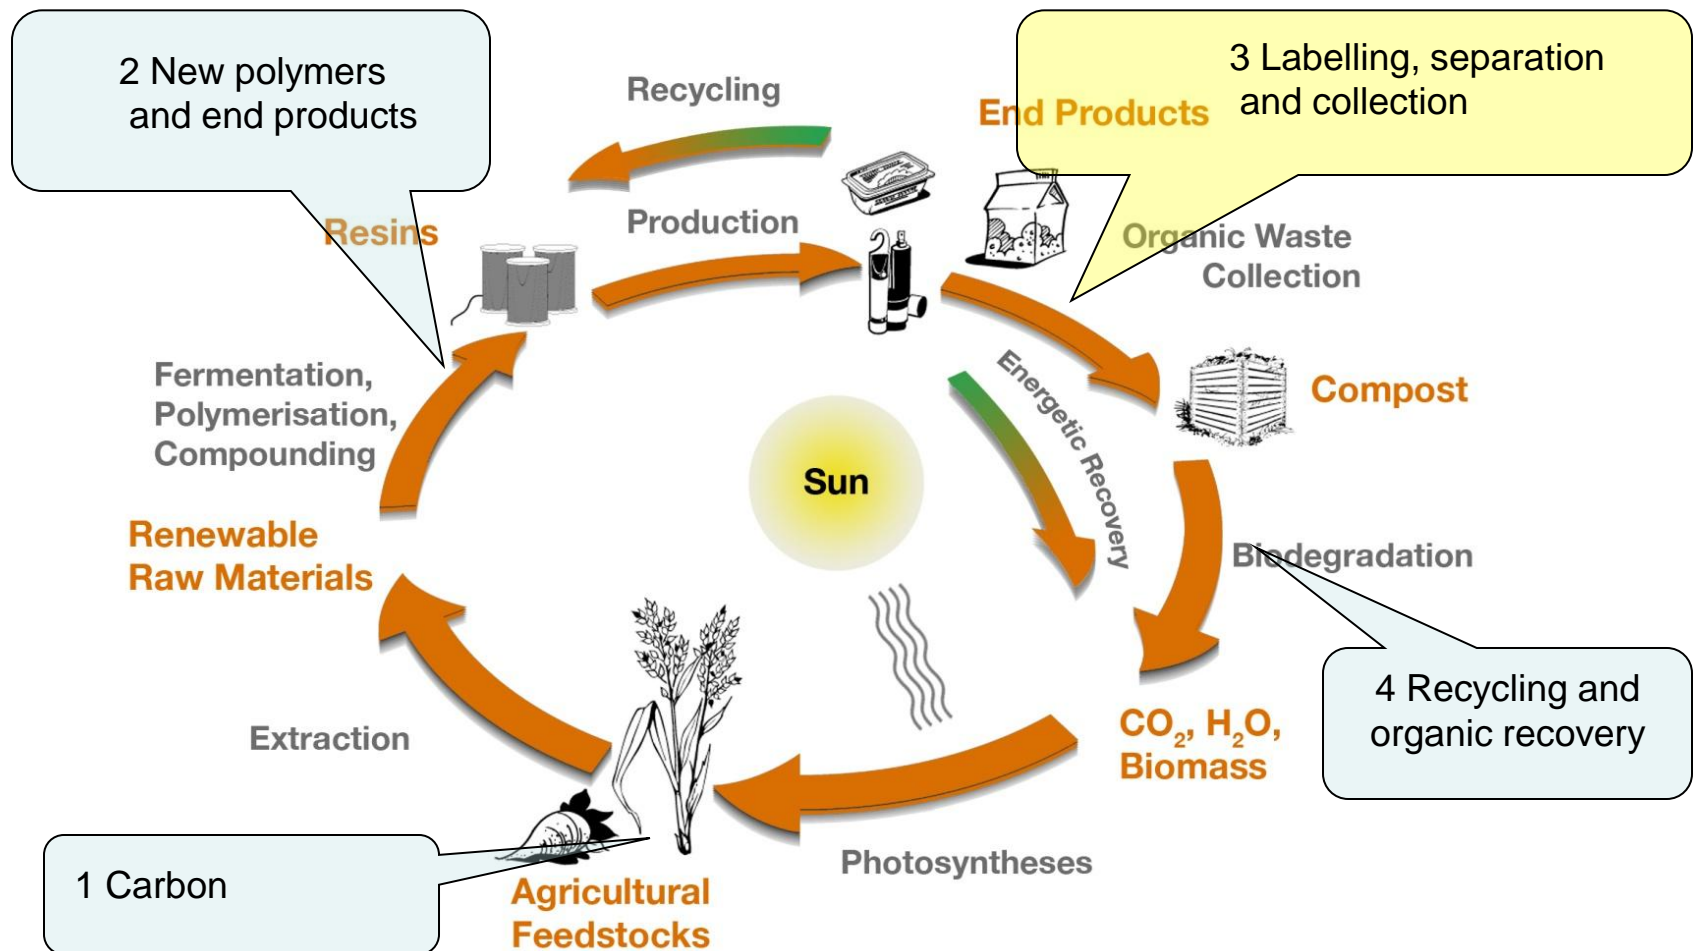 2 New polymers
and end products
3 Labelling, separation
and collection
Recycling
End Products
Resins
Production
Organic Waste
Collection
Fermentation,
Polymerisation,
Compounding
Energetic Recovery
Compost
Sun
Renewable
Raw Materials
Biodegradation
4 Recycling and
organic recovery
Extraction
CO₂, H₂O,
Biomass
Photosyntheses
1 Carbon
Agricultural
Feedstocks